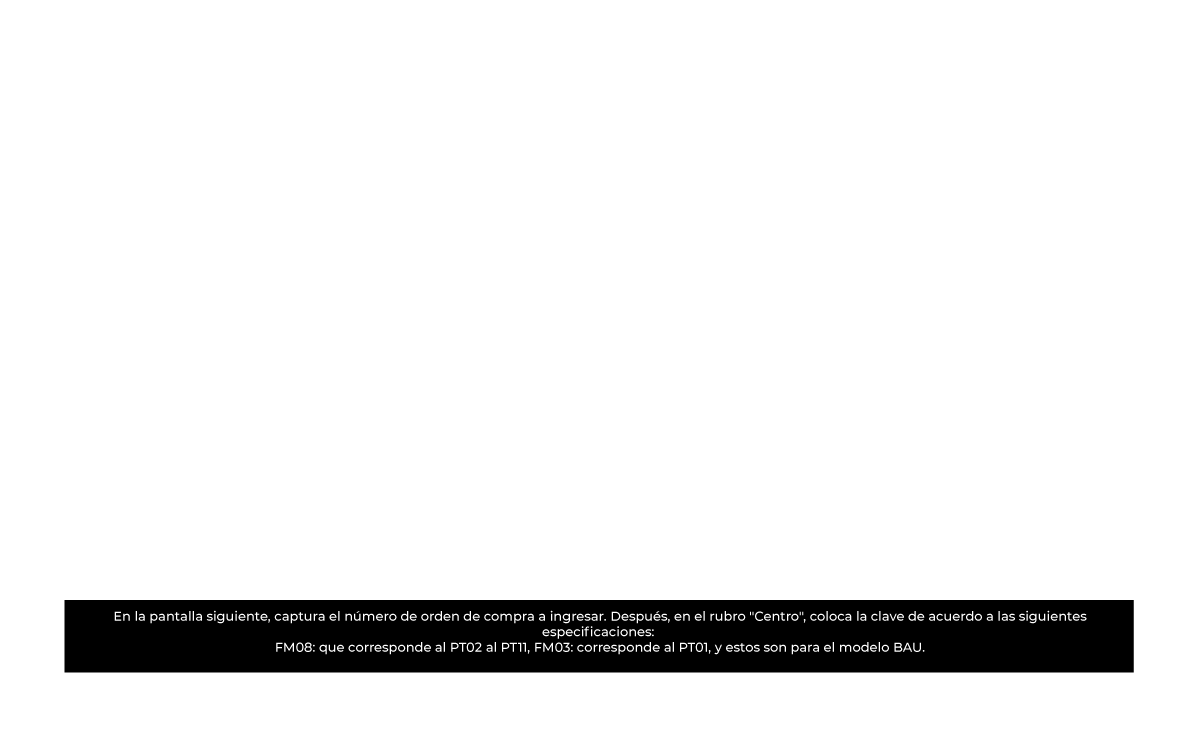 En la pantalla siguiente, captura el número de orden de compra a ingresar. Después, en el rubro "Centro", coloca la clave de acuerdo a las siguientes
especificaciones:
FM08: que corresponde al PT02 al PT11, FM03: corresponde al PT01, y estos son para el modelo BAU.